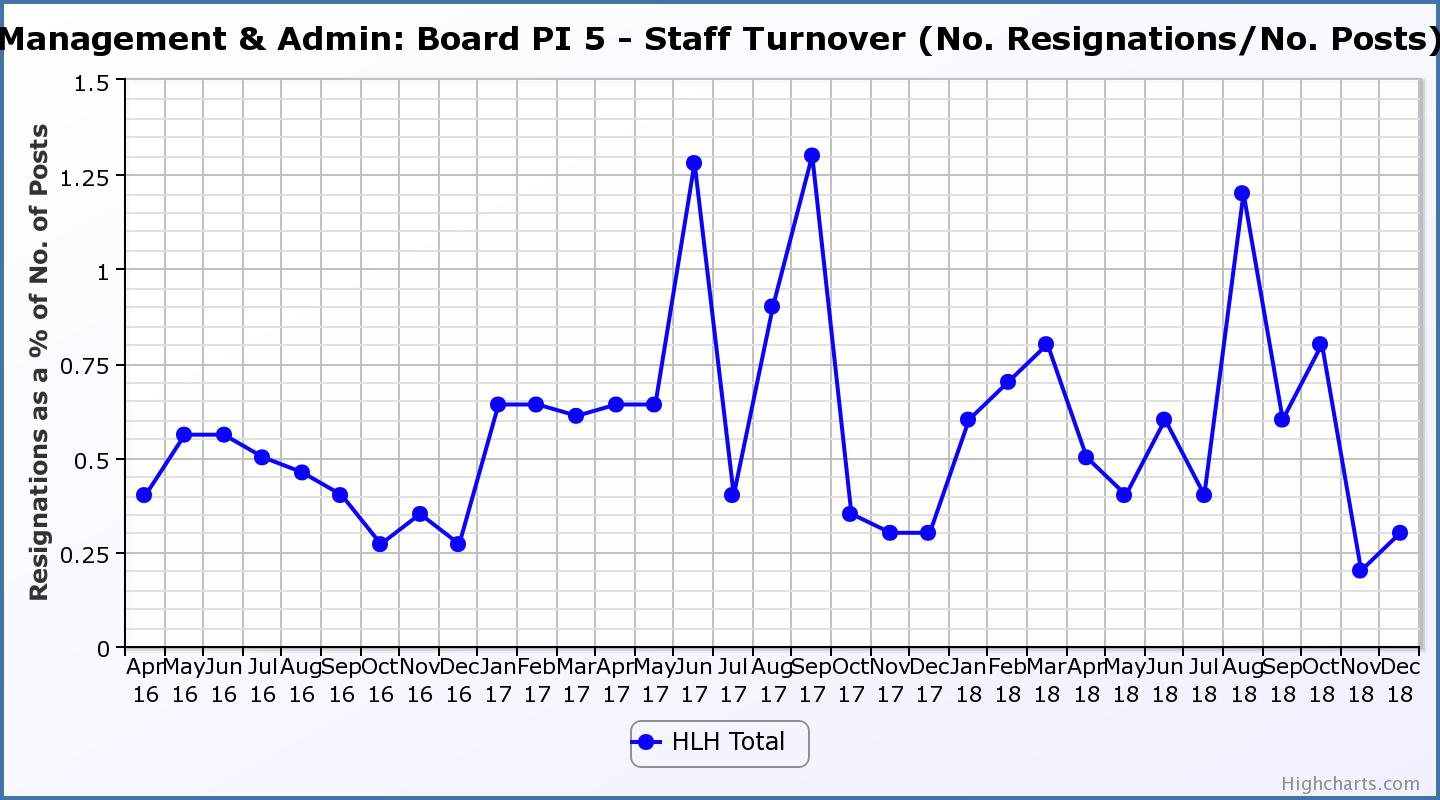 Management & Admin: Board PI 5 - Staff Turnover (No. Resignations/No. Posts)
Resignations as a % of No. of Posts
1.5
1.25
1
0.75
0.5
0.25
0
Apr May Jun Jul Aug Sep Oct Nov Dec Jan Feb Mar Apr May Jun Jul Aug Sep Oct Nov Dec Jan Feb Mar Apr May Jun Jul Aug Sep Oct Nov Dec
16 16 16 16 16 16 16 16 16 17 17 17 17 17 17 17 17 17 17 17 17 18 18 18 18 18 18 18 18 18 18 18 18
HLH Total
Highcharts.com